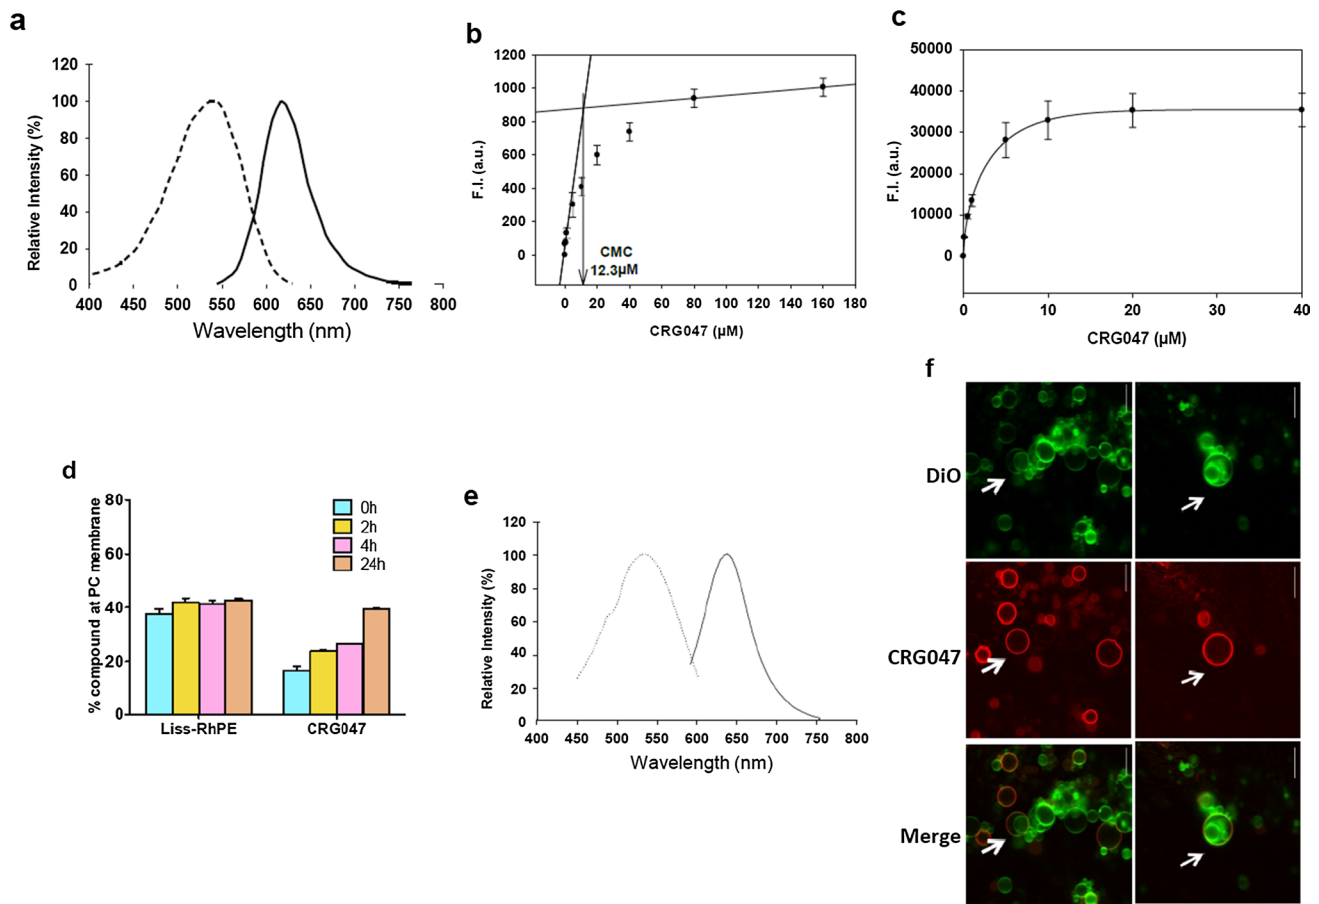 a
120
100
80
60
40
20
0
Relative Intensity (%)
400 450 500 550 600 650 700 750 800
Wavelength (nm)
b
1200
1000
800
600
400
200
0
F.I. (a.u.)
CMC
12.3µM
0 20 40 60 80 100 120 140 160 180
CRG047 (µM)
c
50000
40000
30000
20000
10000
0
F.I. (a.u.)
0 10 20 30 40
CRG047 (µM)
d
80
60
40
20
0
% compound at PC membrane
0h
2h
4h
24h
Liss-RhPE CRG047
e
120
100
80
60
40
20
0
Relative Intensity (%)
400 450 500 550 600 650 700 750 800
Wavelength (nm)
f
DiO
CRG047
Merge